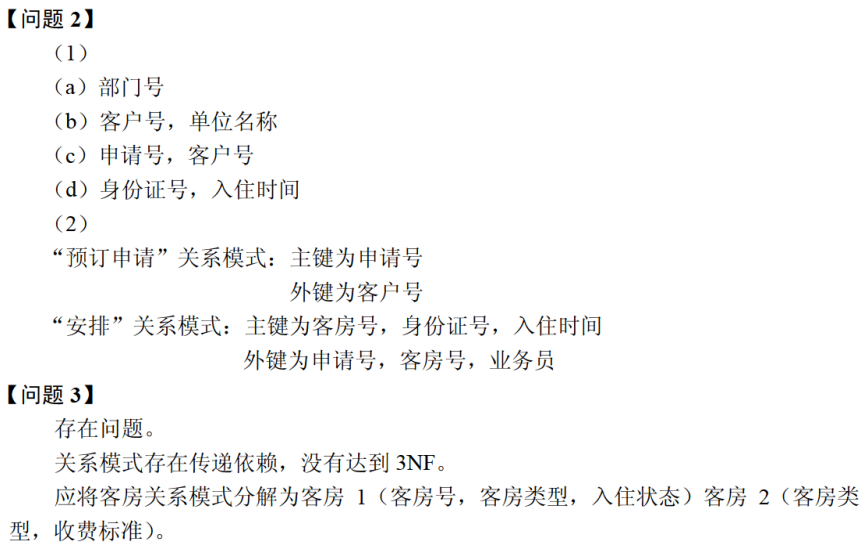 【问题 2】
（1）
（a）部门号
（b）客户号，单位名称
（c）申请号，客户号
（d）身份证号，入住时间
（2）
“预订申请”关系模式：主键为申请号
外键为客户号
“安排”关系模式：主键为客房号，身份证号，入住时间
外键为申请号，客房号，业务员
【问题 3】
存在问题。
关系模式存在传递依赖，没有达到 3NF。
应将客房关系模式分解为客房 1（客房号，客房类型，入住状态）客房 2（客房类
型，收费标准）。